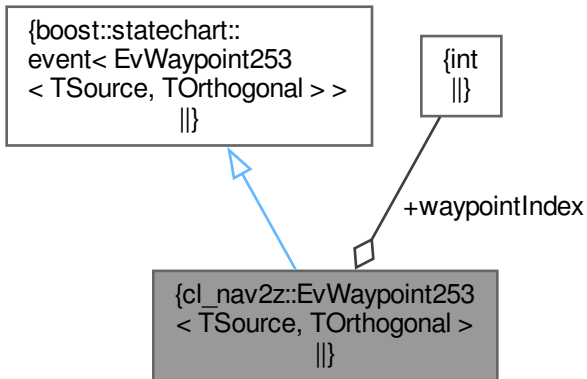 {boost::statechart::
event< EvWaypoint253
< TSource, TOrthogonal > >
||}
{int
||}
+waypointIndex
{cl_nav2z::EvWaypoint253
< TSource, TOrthogonal >
||}